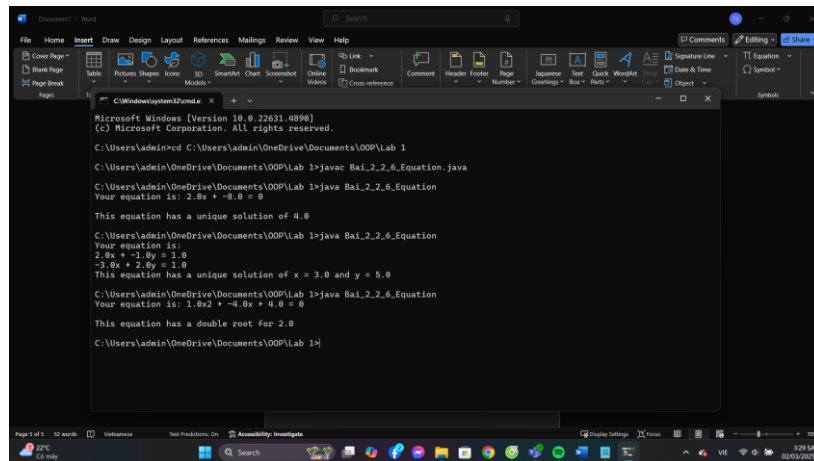 Document1 - Word
Search
File Home Insert Draw Design Layout References Mailings Review View Help
Comments Editing Share
Cover Page
Blank Page
Page Break
Pages
Table
Pictures Shapes Icons 3D Models SmartArt Chart Screenshot
Online Videos
Link
Bookmark
Cross-reference
Comment
Header Footer Page Number
Japanese Greetings Text Box Quick Parts WordArt Drop
Signature Line
Date & Time
Object
Equation
Symbol
Symbols
C:\Windows\system32\cmd.e:
Microsoft Windows [Version 10.0.22631.4890]
(c) Microsoft Corporation. All rights reserved.
C:\Users\admin>cd C:\Users\admin\OneDrive\Documents\OOP\Lab 1
C:\Users\admin\OneDrive\Documents\OOP\Lab 1>javac Bai_2_2_6_Equation.java
C:\Users\admin\OneDrive\Documents\OOP\Lab 1>java Bai_2_2_6_Equation
Your equation is: 2.0x + -8.0 = 0
This equation has a unique solution of 4.0
C:\Users\admin\OneDrive\Documents\OOP\Lab 1>java Bai_2_2_6_Equation
Your equation is:
2.0x + -1.0y = 1.0
-3.0x + 2.0y = 1.0
This equation has a unique solution of x = 3.0 and y = 5.0
C:\Users\admin\OneDrive\Documents\OOP\Lab 1>java Bai_2_2_6_Equation
Your equation is: 1.0x2 + -4.0x + 4.0 = 0
This equation has a double root for 2.0
C:\Users\admin\OneDrive\Documents\OOP\Lab 1>
Page 5 of 5 52 words Vietnamese Text Predictions: On Accessibility: Investigate
Display Settings Focus
22°C
Có mây
Search
VIE
3:29 SA
02/03/2025